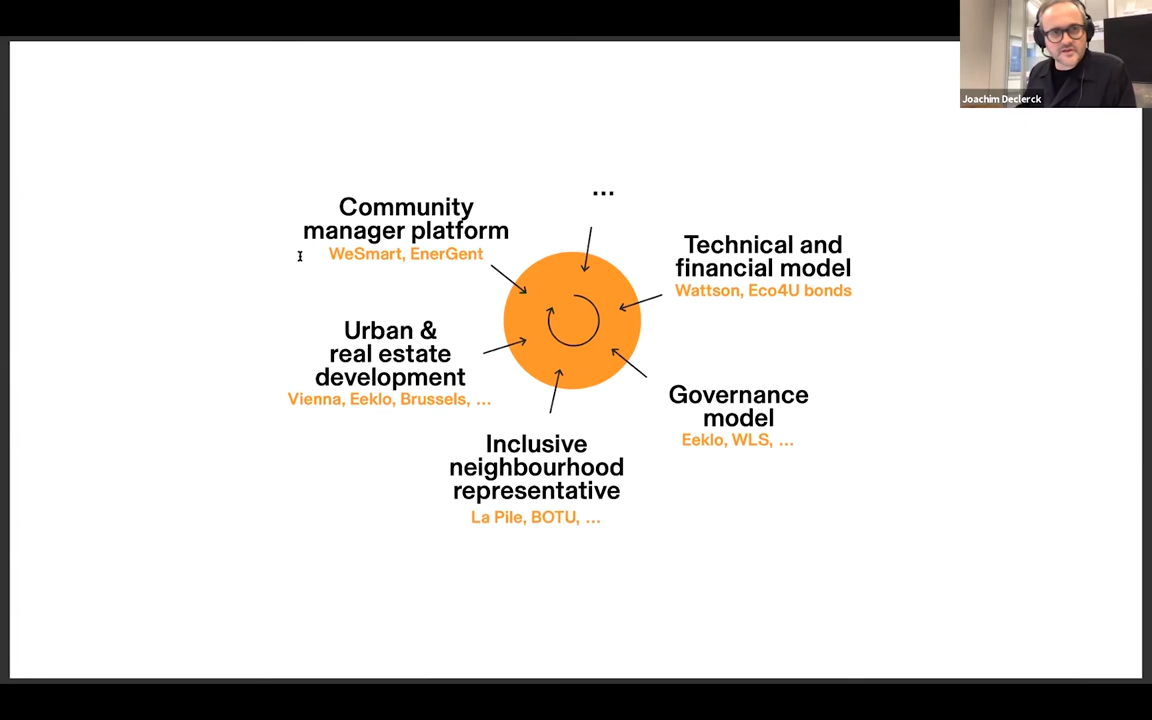 Joachim Declerck
...
Community
manager platform
WeSmart, EnerGent
Technical and
financial model
Wattson, Eco4U bonds
Urban &
real estate
development
Vienna, Eeklo, Brussels, ...
Governance
model
Eeklo, WLS, ...
Inclusive
neighbourhood
representative
La Pile, BOTU, ...